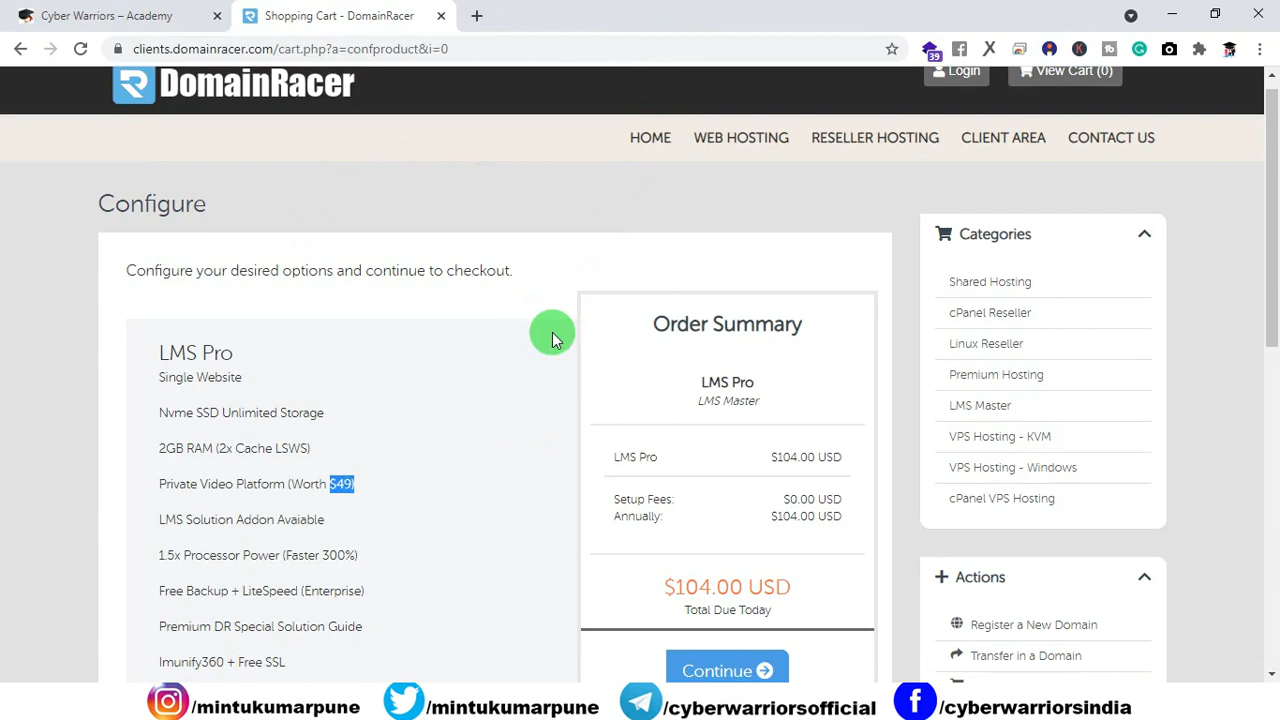 Cyber Warriors – Academy
Shopping Cart - DomainRacer
clients.domainracer.com/cart.php?a=confproduct&i=0
39
DomainRacer
Login
View Cart (0)
HOME
WEB HOSTING
RESELLER HOSTING
CLIENT AREA
CONTACT US
Configure
Configure your desired options and continue to checkout.
LMS Pro
Single Website
Nvme SSD Unlimited Storage
2GB RAM (2x Cache LSWS)
Private Video Platform (Worth $49)
LMS Solution Addon Avaiable
1.5x Processor Power (Faster 300%)
Free Backup + LiteSpeed (Enterprise)
Premium DR Special Solution Guide
Imunify360 + Free SSL
Order Summary
LMS Pro
LMS Master
LMS Pro $104.00 USD
Setup Fees: $0.00 USD
Annually: $104.00 USD
$104.00 USD
Total Due Today
Continue
Categories
Shared Hosting
cPanel Reseller
Linux Reseller
Premium Hosting
LMS Master
VPS Hosting - KVM
VPS Hosting - Windows
cPanel VPS Hosting
Actions
Register a New Domain
Transfer in a Domain
/mintukumarpune
/mintukumarpune
/cyberwarriorsofficial
/cyberwarriorsindia